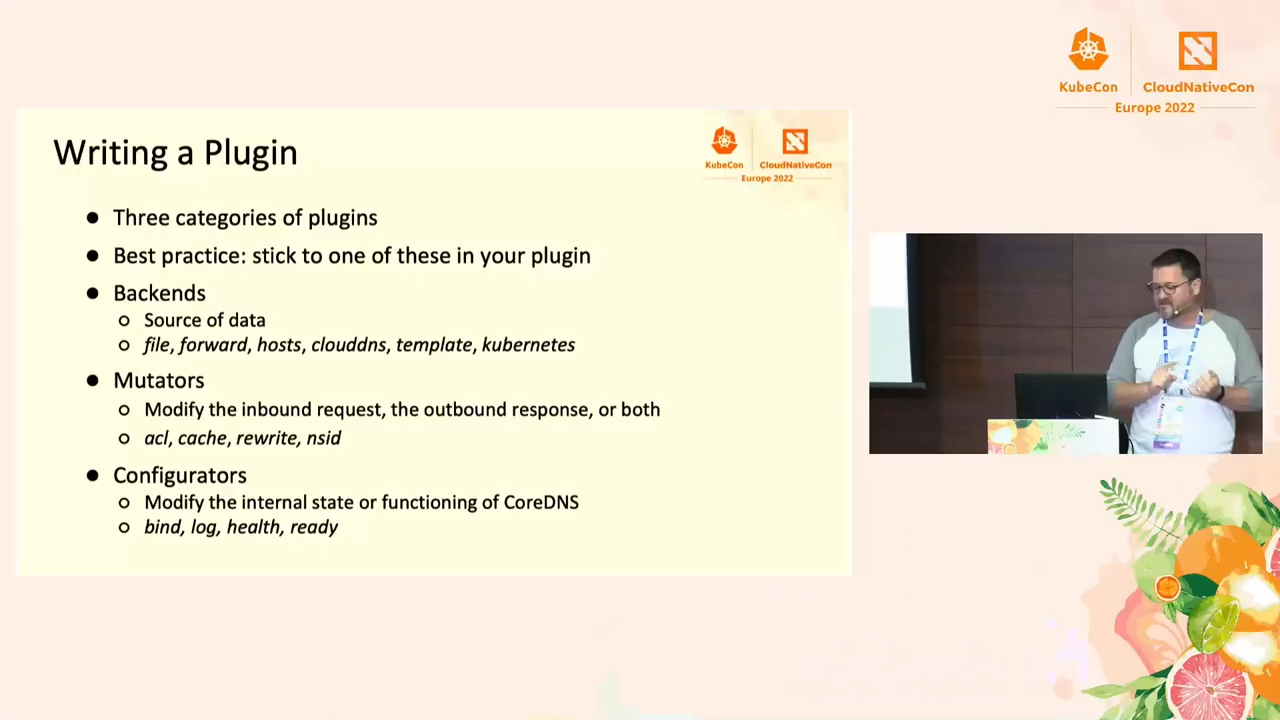 KubeCon
CloudNativeCon
Europe 2022
Writing a Plugin
KubeCon
CloudNativeCon
Europe 2022
● Three categories of plugins
● Best practice: stick to one of these in your plugin
● Backends
○ Source of data
○ file, forward, hosts, clouddns, template, kubernetes
● Mutators
○ Modify the inbound request, the outbound response, or both
○ acl, cache, rewrite, nsid
● Configurators
○ Modify the internal state or functioning of CoreDNS
○ bind, log, health, ready